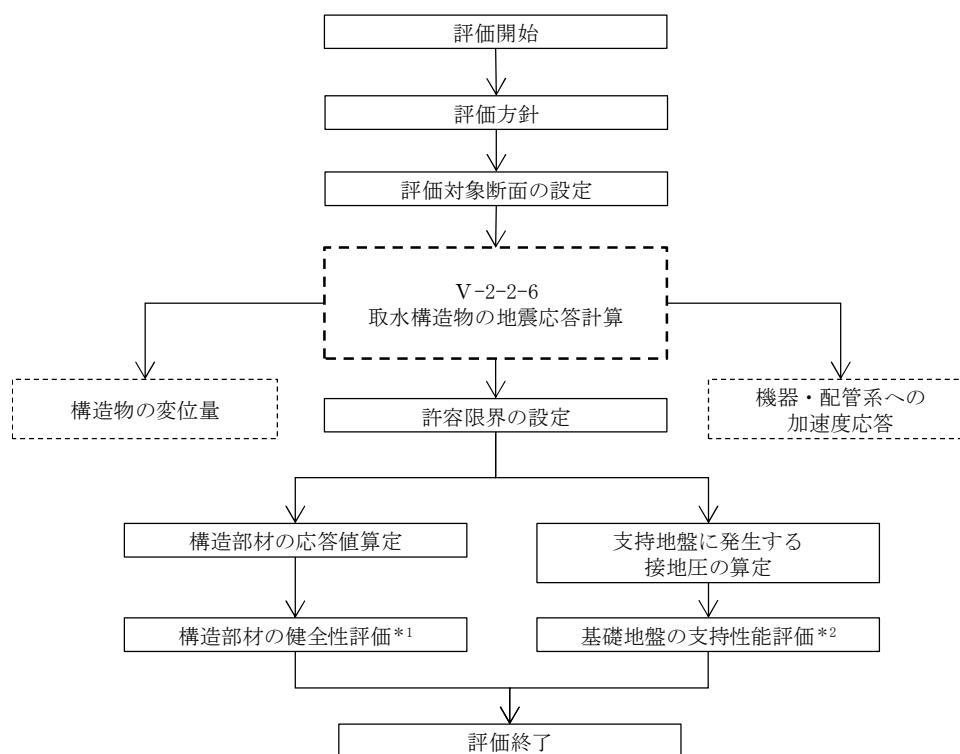 評価開始
評価方針
評価対象断面の設定
Ⅴ-2-2-6
取水構造物の地震応答計算
構造物の変位量
機器・配管系への
加速度応答
許容限界の設定
構造部材の応答値算定
支持地盤に発生する
接地圧の算定
構造部材の健全性評価*1
基礎地盤の支持性能評価*2
評価終了